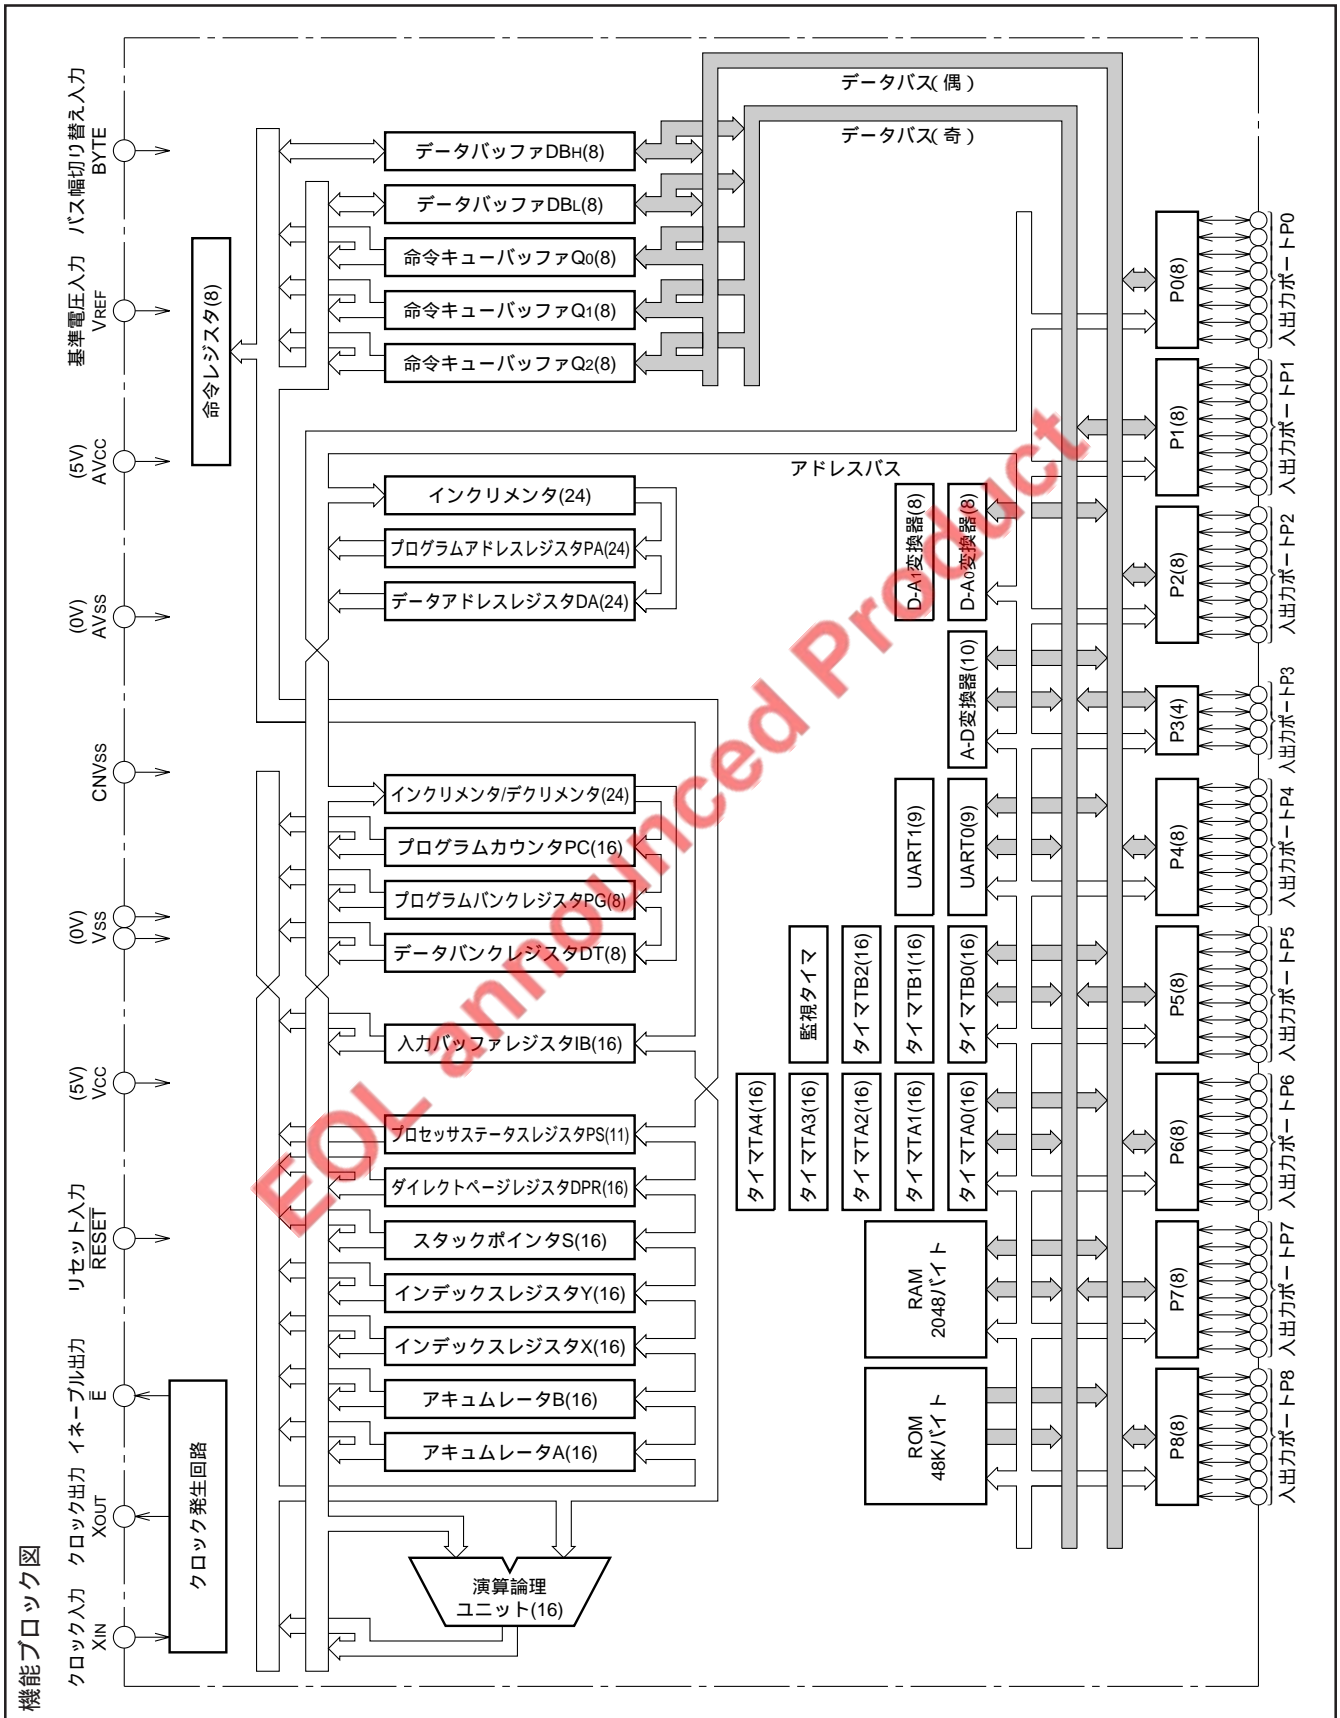 機能ブロック図
クロック入力
XIN
クロック出力
XOUT
イネーブル出力
E
リセット入力
RESET
(5V)
VCC
(0V)
VSS
CNVSS
(0V)
AVSS
(5V)
AVCC
基準電圧入力
VREF
バス幅切り替え入力
BYTE
クロック発生回路
命令レジスタ(8)
データバッファDBH(8)
データバッファDBL(8)
命令キューバッファQ0(8)
命令キューバッファQ1(8)
命令キューバッファQ2(8)
インクリメンタ(24)
プログラムアドレスレジスタPA(24)
データアドレスレジスタDA(24)
インクリメンタ/デクリメンタ(24)
プログラムカウンタPC(16)
プログラムバンクレジスタPG(8)
データバンクレジスタDT(8)
入力バッファレジスタIB(16)
プロセッサステータスレジスタPS(11)
ダイレクトページレジスタDPR(16)
スタックポインタS(16)
インデックスレジスタY(16)
インデックスレジスタX(16)
アキュムレータB(16)
アキュムレータA(16)
演算論理
ユニット(16)
データバス(偶)
データバス(奇)
アドレスバス
D-A1変換器(8)
D-A0変換器(8)
A-D変換器(10)
UART1(9)
UART0(9)
監視タイマ
タイマTB2(16)
タイマTB1(16)
タイマTB0(16)
タイマTA4(16)
タイマTA3(16)
タイマTA2(16)
タイマTA1(16)
タイマTA0(16)
RAM
2048バイト
ROM
48Kバイト
P0(8)
P1(8)
P2(8)
P3(4)
P4(8)
P5(8)
P6(8)
P7(8)
P8(8)
入出力ポートP0
入出力ポートP1
入出力ポートP2
入出力ポートP3
入出力ポートP4
入出力ポートP5
入出力ポートP6
入出力ポートP7
入出力ポートP8
EOL announced Product